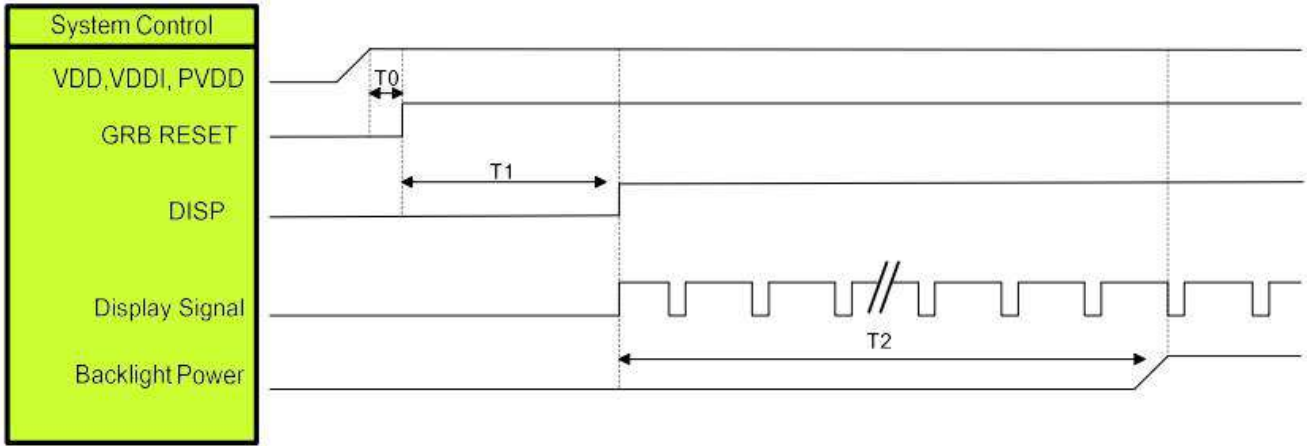 System Control
VDD,VDDI, PVDD
T0
GRB RESET
T1
DISP
Display Signal
T2
Backlight Power